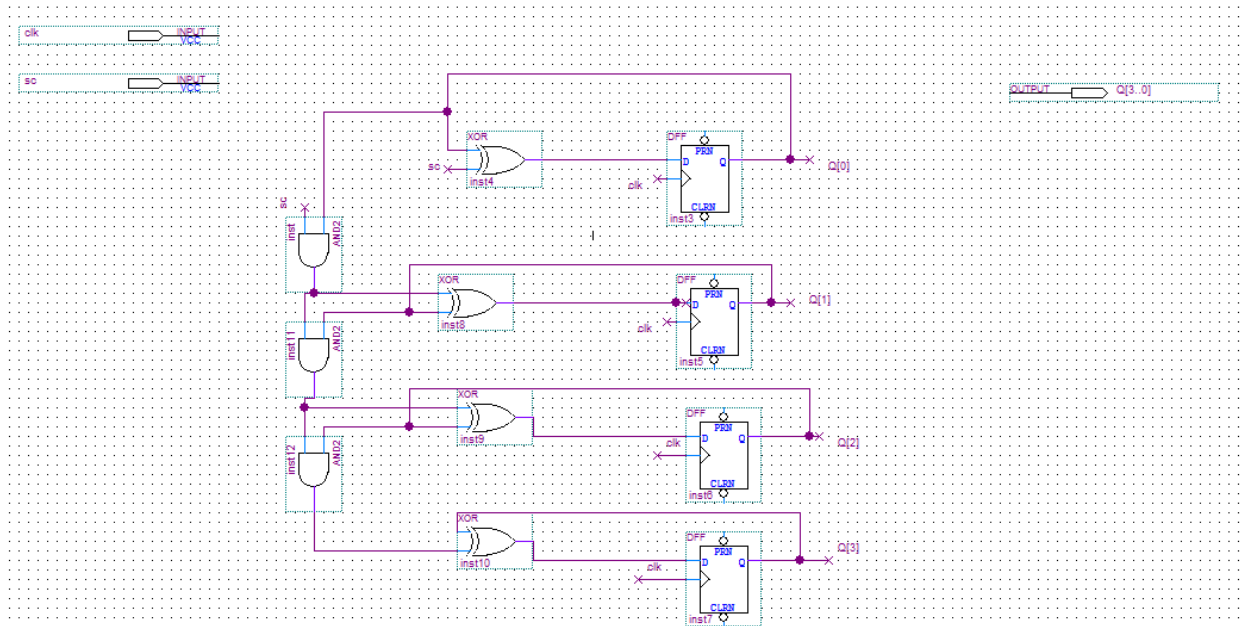 clk INPUT VCC
sc INPUT VCC
OUTPUT Q[3..0]
XOR
DFF
PRN
sc
D Q
Q[0]
inst4
clk
CLRN
inst3
sc
inst
AND2
XOR
DFF
PRN
D Q
Q[1]
inst8
clk
CLRN
inst5
inst11
AND2
XOR
DFF
PRN
inst9
clk
D Q
Q[2]
CLRN
inst6
inst12
AND2
XOR
DFF
PRN
Q[3]
inst10
clk
D Q
CLRN
inst7